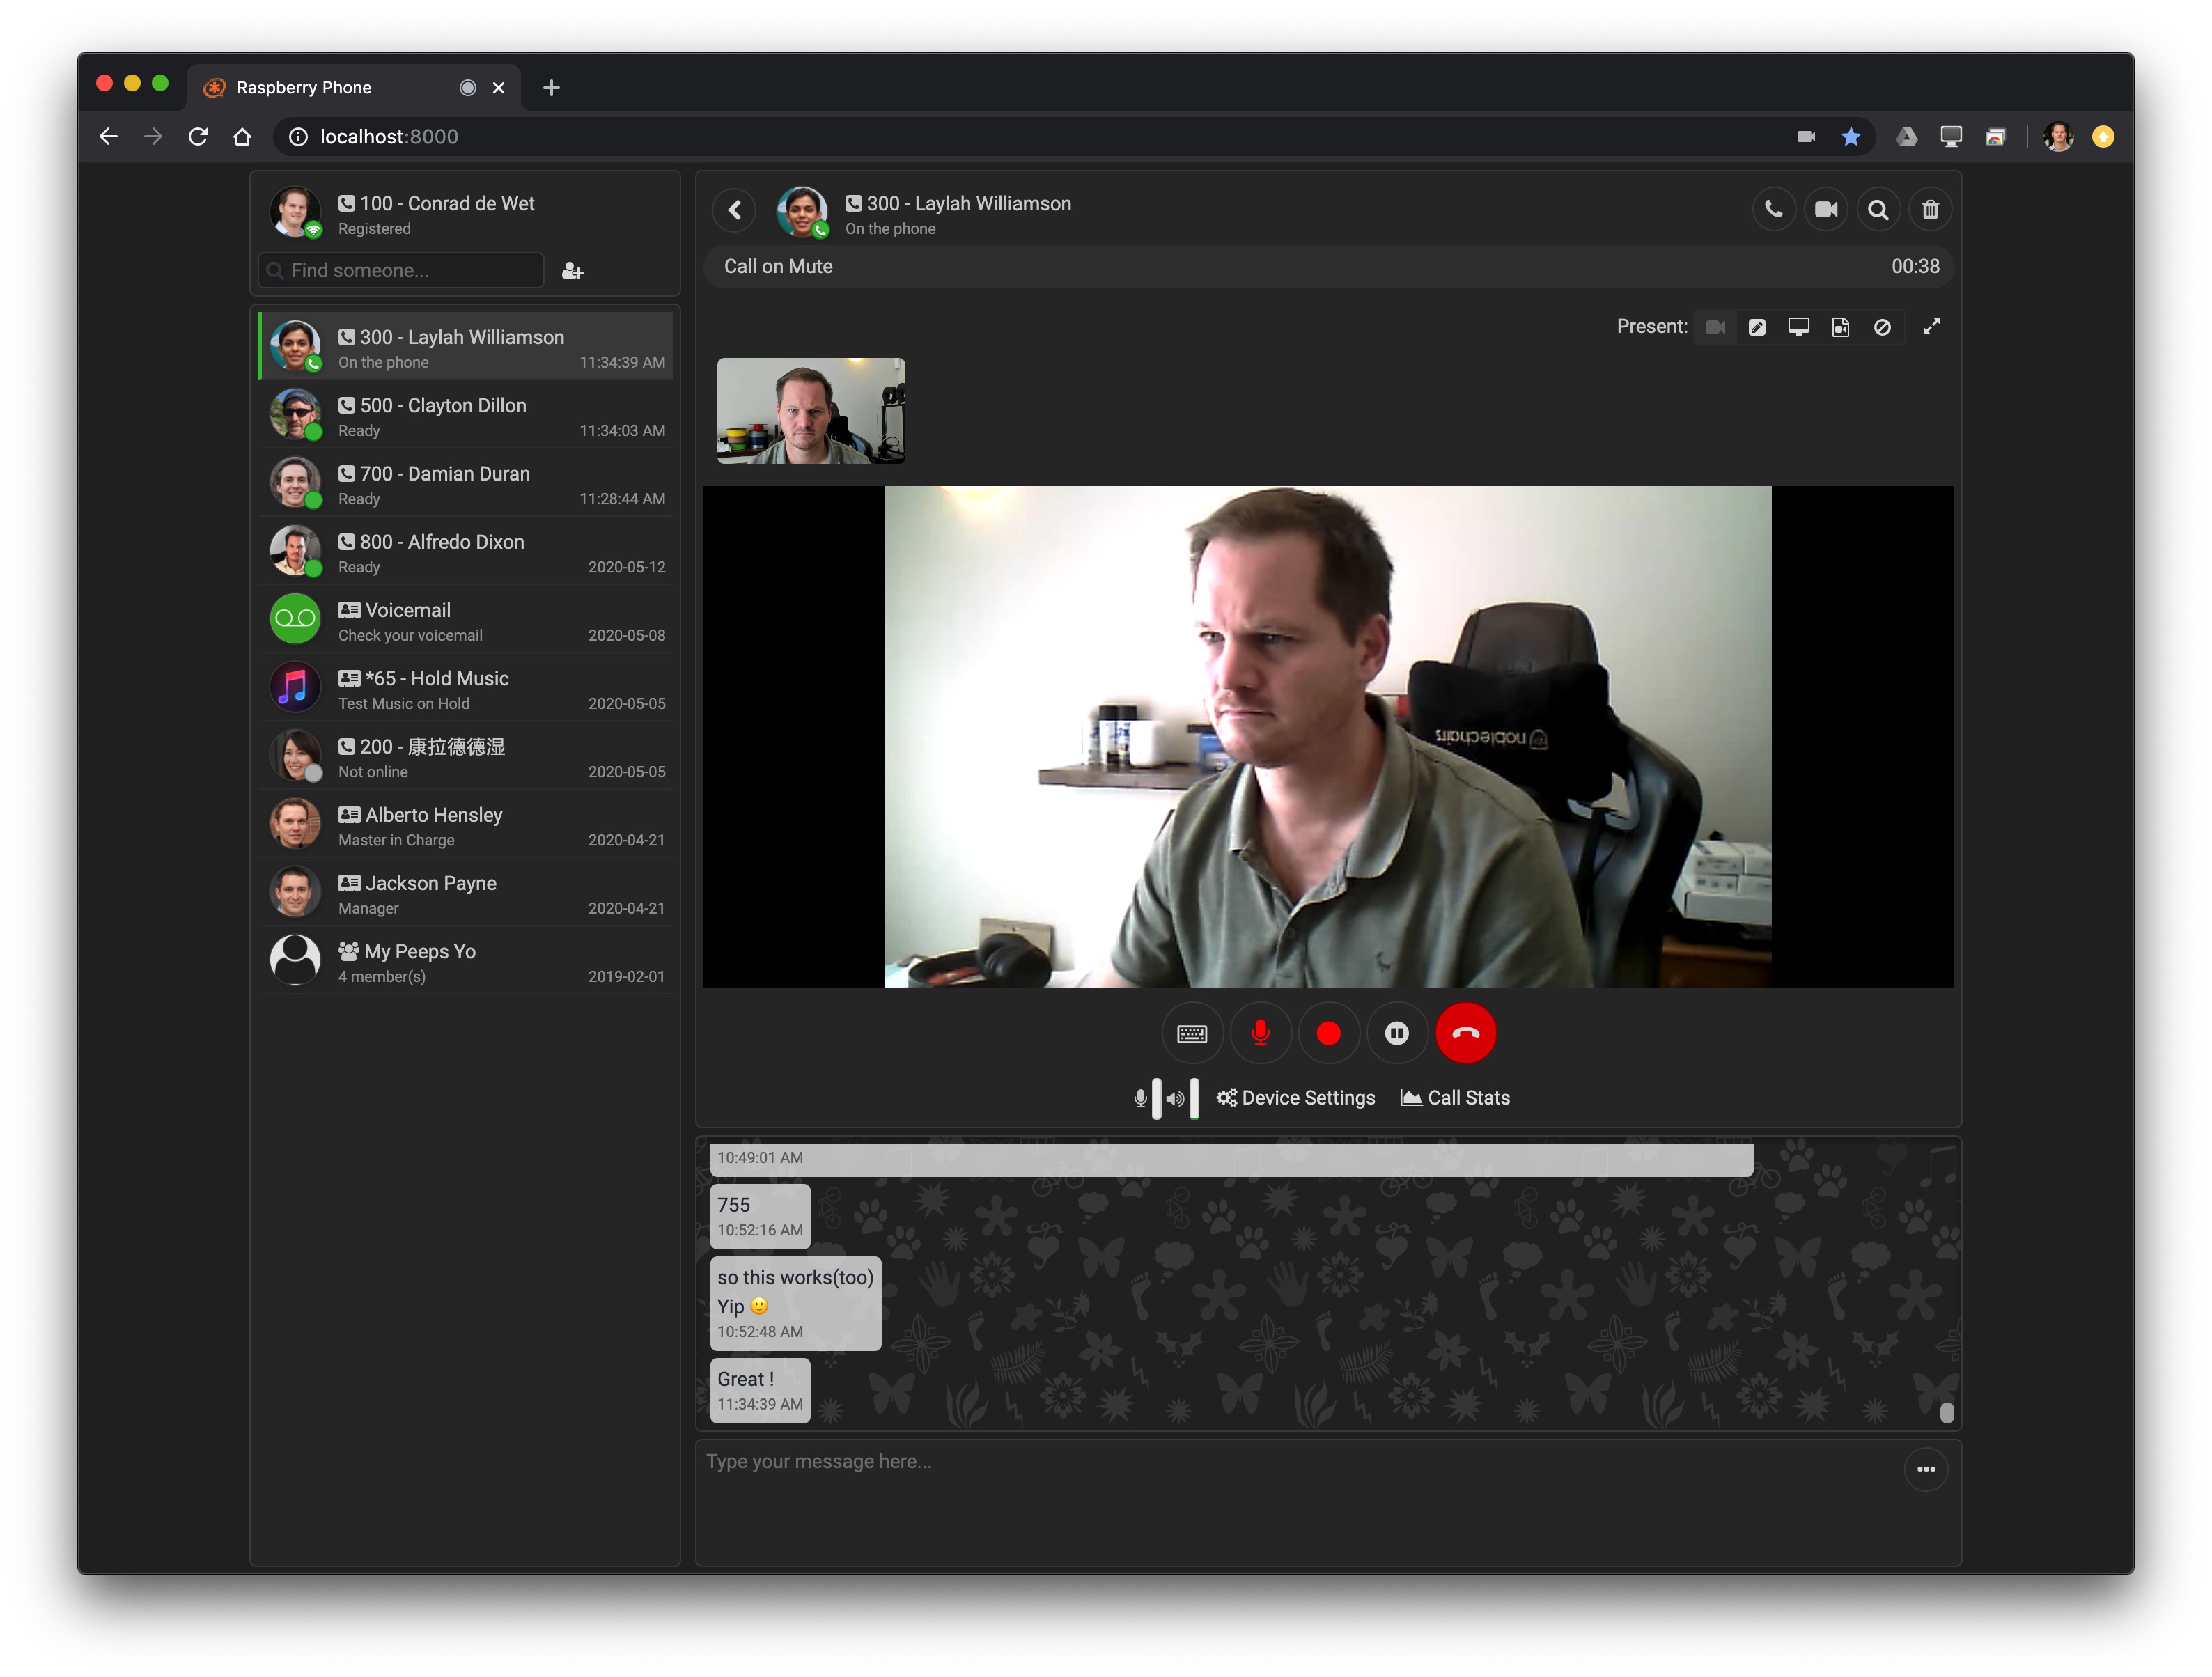 Raspberry Phone
localhost:8000
100 - Conrad de Wet
Registered
Find someone...
300 - Laylah Williamson
On the phone 11:34:39 AM
500 - Clayton Dillon
Ready 11:34:03 AM
700 - Damian Duran
Ready 11:28:44 AM
800 - Alfredo Dixon
Ready 2020-05-12
Voicemail
Check your voicemail 2020-05-08
*65 - Hold Music
Test Music on Hold 2020-05-05
200 - 康拉德德湿
Not online 2020-05-05
Alberto Hensley
Master in Charge 2020-04-21
Jackson Payne
Manager 2020-04-21
My Peeps Yo
4 member(s) 2019-02-01
300 - Laylah Williamson
On the phone
Call on Mute 00:38
Present:
noblechairs
Device Settings Call Stats
10:49:01 AM
755
10:52:16 AM
so this works(too)
Yip 🙂
10:52:48 AM
Great !
11:34:39 AM
Type your message here...